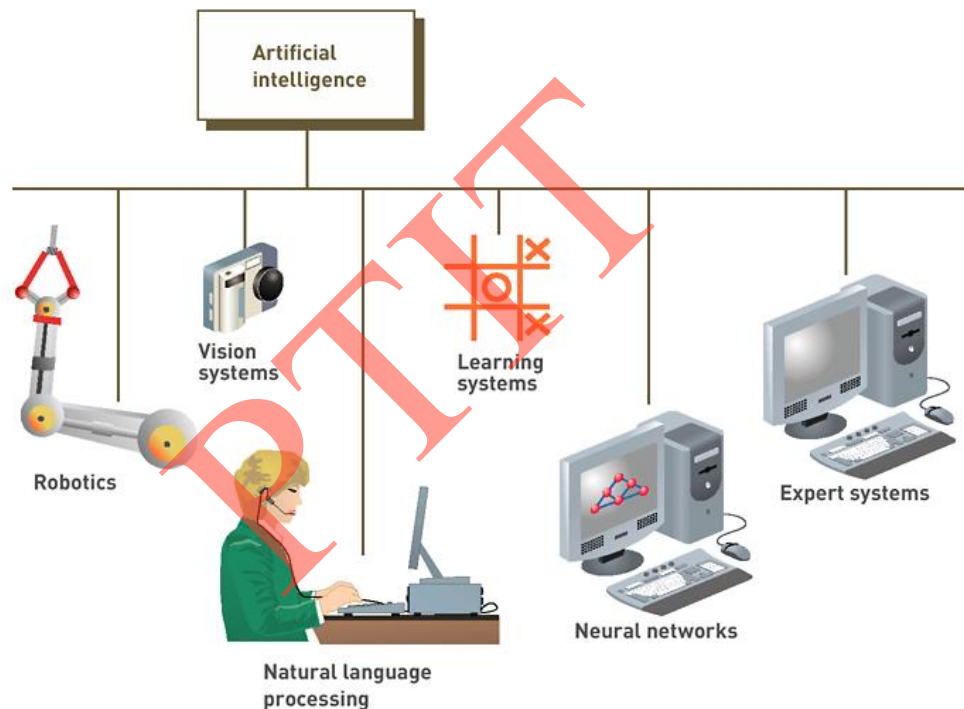 Artificial
intelligence
PTIT
Vision
systems
Learning
systems
Robotics
Expert systems
Neural networks
Natural language
processing